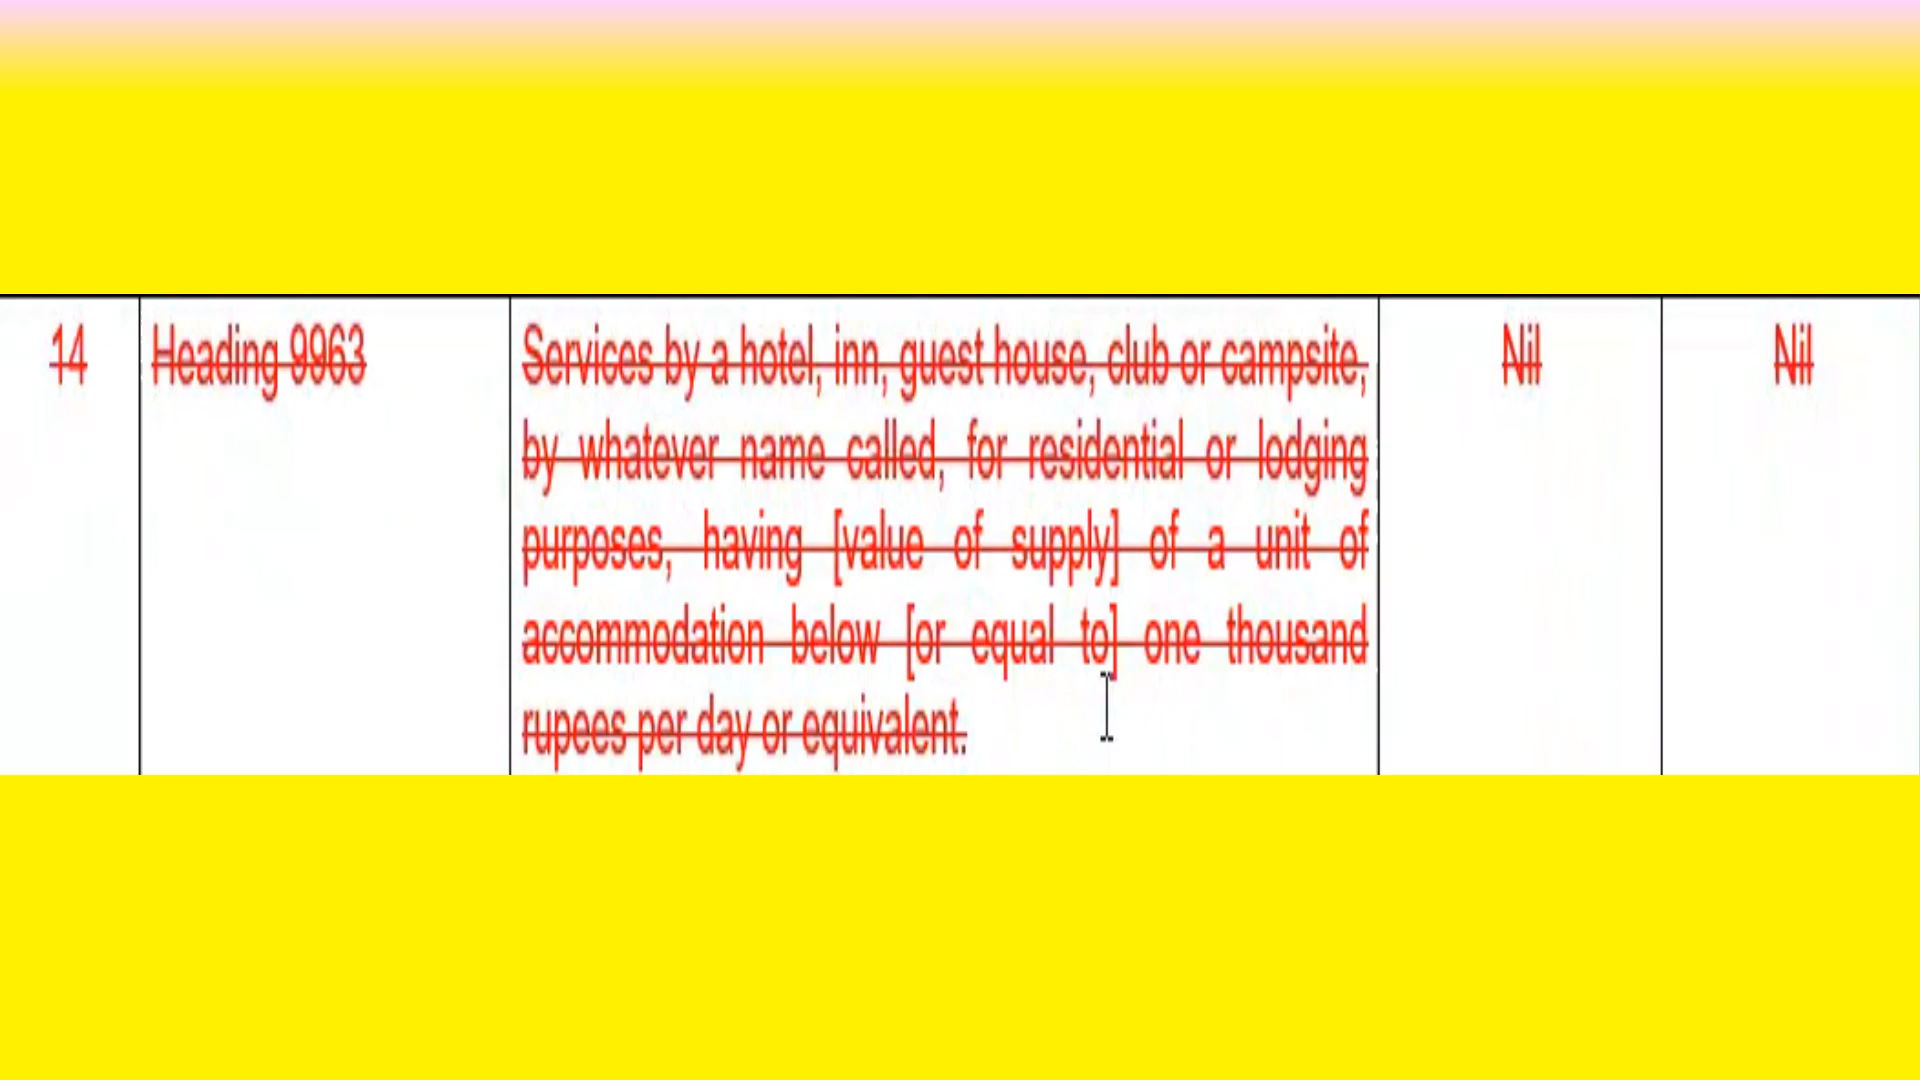 14 Heading 9963 Services by a hotel, inn, guest house, club or campsite, Nil Nil
by whatever name called, for residential or lodging
purposes, having [value of supply] of a unit of
accommodation below [or equal to] one thousand
rupees per day or equivalent.